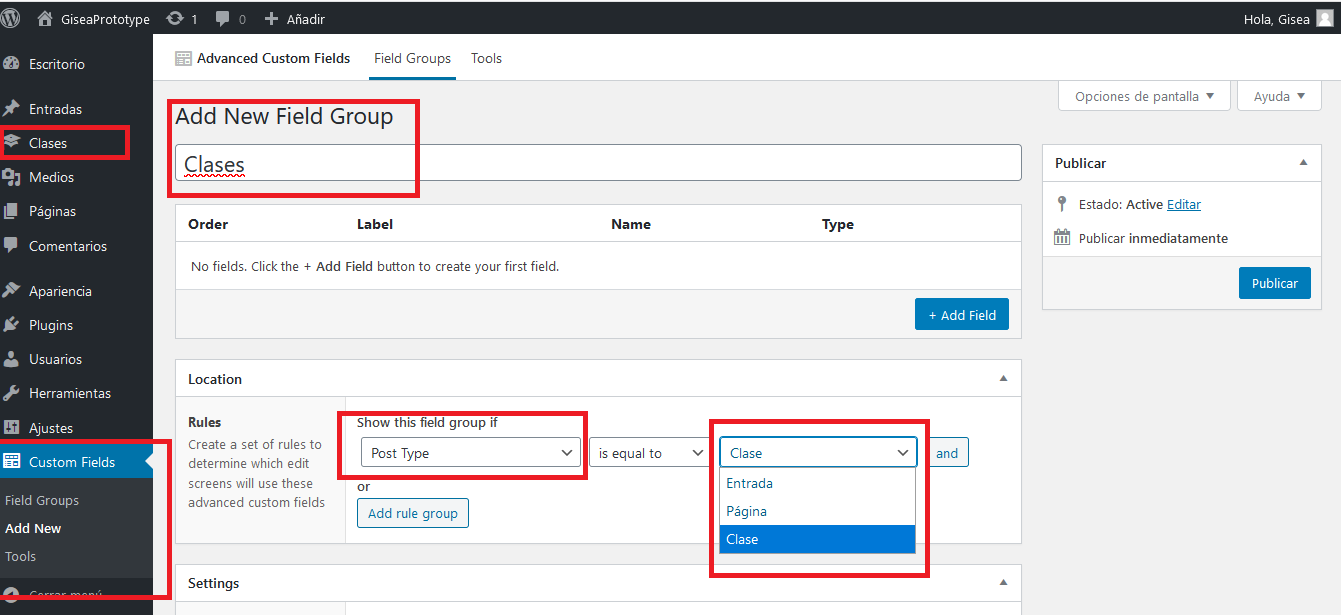 GiseaPrototype 1 0 Añadir Hola, Gisea
Escritorio
Entradas
Clases
Medios
Páginas
Comentarios
Apariencia
Plugins
Usuarios
Herramientas
Ajustes
Custom Fields
Field Groups
Add New
Tools
Cerrar menú
Advanced Custom Fields Field Groups Tools
Opciones de pantalla Ayuda
Add New Field Group
Clases
Order Label Name Type
No fields. Click the + Add Field button to create your first field.
+ Add Field
Location
Rules
Create a set of rules to
determine which edit
screens will use these
advanced custom fields
Show this field group if
Post Type is equal to Clase and
Entrada
Página
Clase
or
Add rule group
Settings
Publicar
Estado: Active Editar
Publicar inmediatamente
Publicar